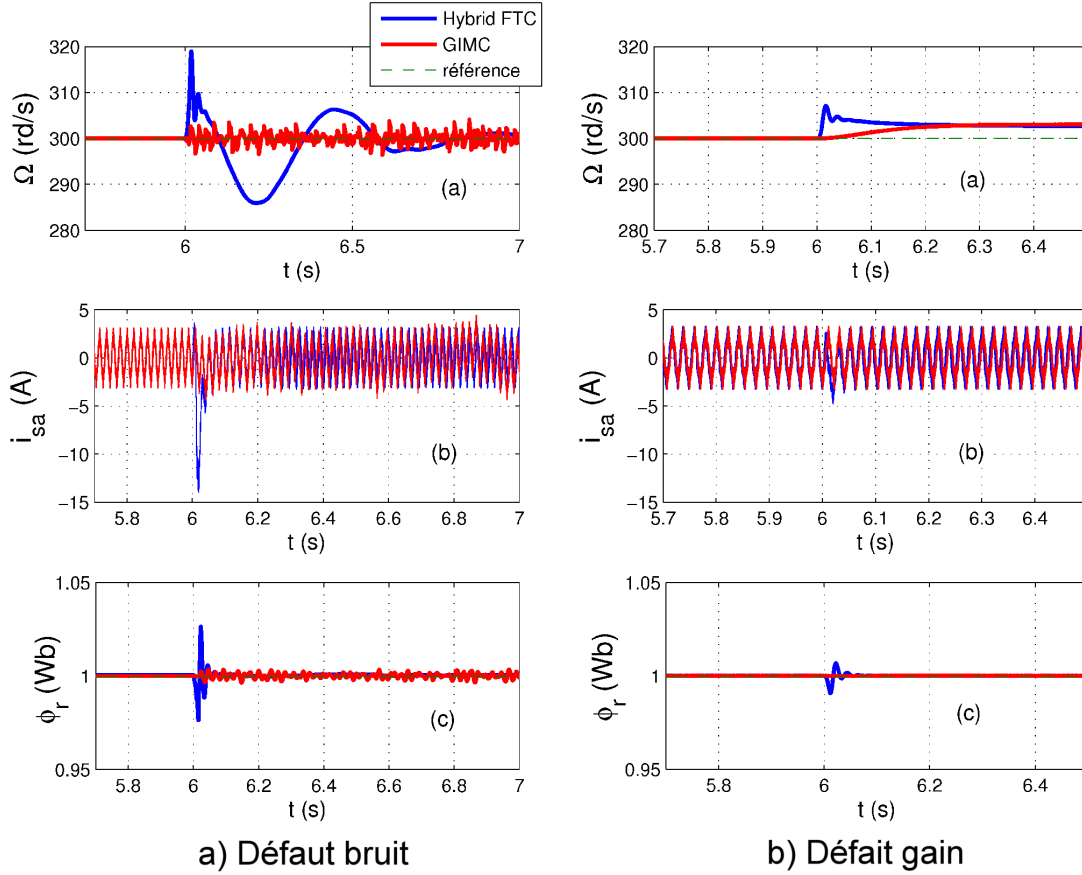 Hybrid FTC
GIMC
référence
320
310
300
290
280
Ω (rd/s)
(a)
6
6.5
7
t (s)
320
310
300
290
280
Ω (rd/s)
(a)
5.7
5.8
5.9
6
6.1
6.2
6.3
6.4
t (s)
5
0
−5
−10
−15
i_sa (A)
(b)
5.8
6
6.2
6.4
6.6
6.8
7
t (s)
5
0
−5
−10
−15
i_sa (A)
(b)
5.7
5.8
5.9
6
6.1
6.2
6.3
6.4
t (s)
1.05
1
0.95
ϕ_r (Wb)
(c)
5.8
6
6.2
6.4
6.6
6.8
7
t (s)
1.05
1
0.95
ϕ_r (Wb)
(c)
5.8
6
6.2
6.4
t (s)
a) Défaut bruit
b) Défait gain